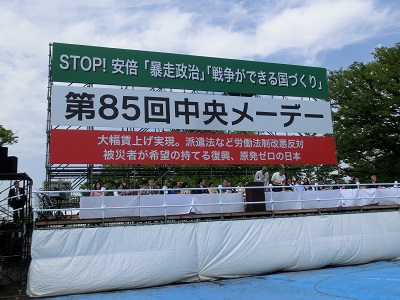 STOP! 安倍「暴走政治」「戦争ができる国づくり」
第85回中央メーデー
大幅賃上げ実現。派遣法など労働法制改悪反対
被災者が希望の持てる復興、原発ゼロの日本